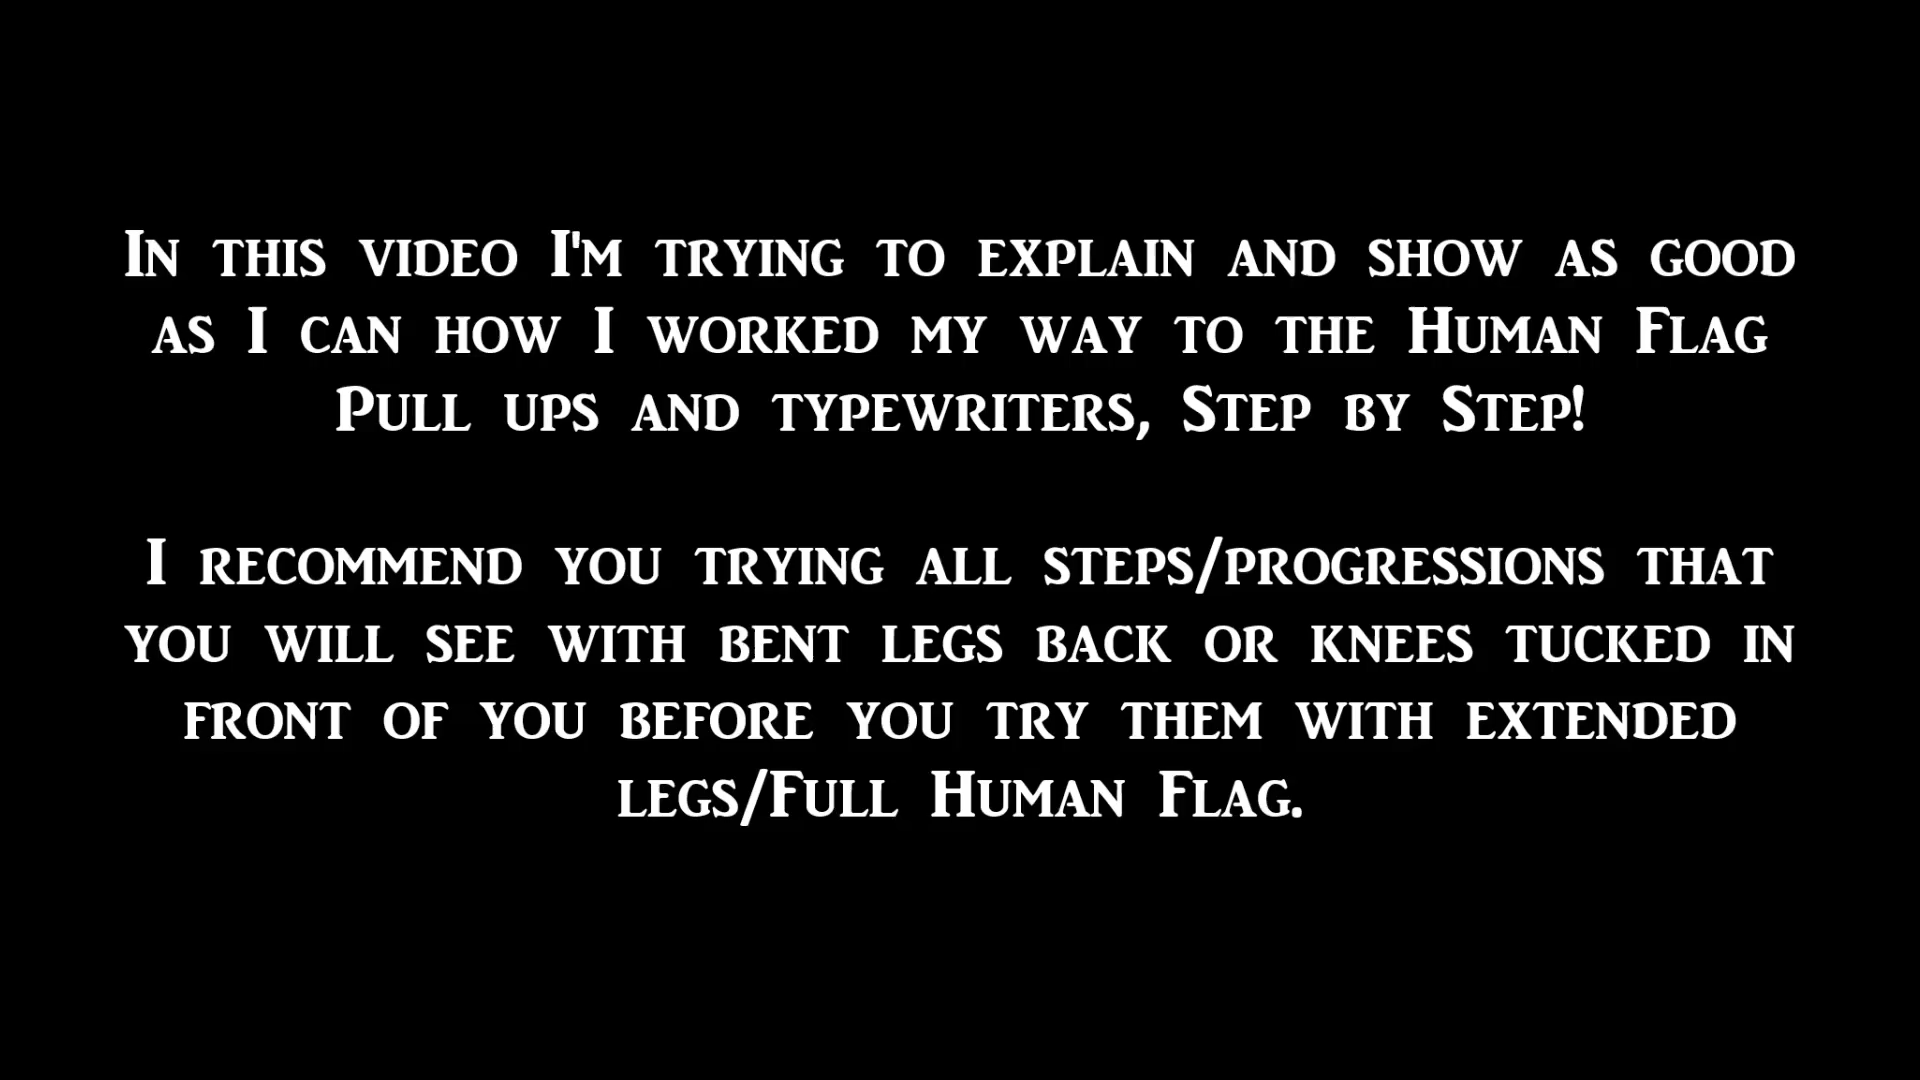 In this video I'm trying to explain and show as good
as I can how I worked my way to the Human Flag
Pull ups and typewriters, Step by Step!
I recommend you trying all steps/progressions that
you will see with bent legs back or knees tucked in
front of you before you try them with extended
legs/Full Human Flag.